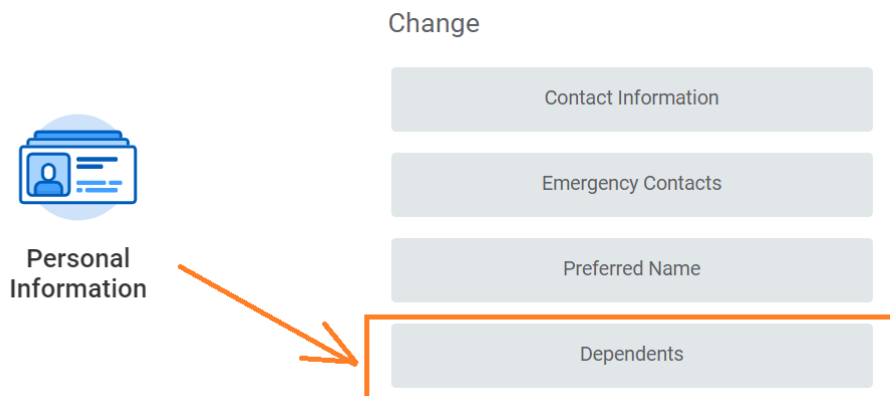 Change
Contact Information
Emergency Contacts
Preferred Name
Dependents
Personal
Information